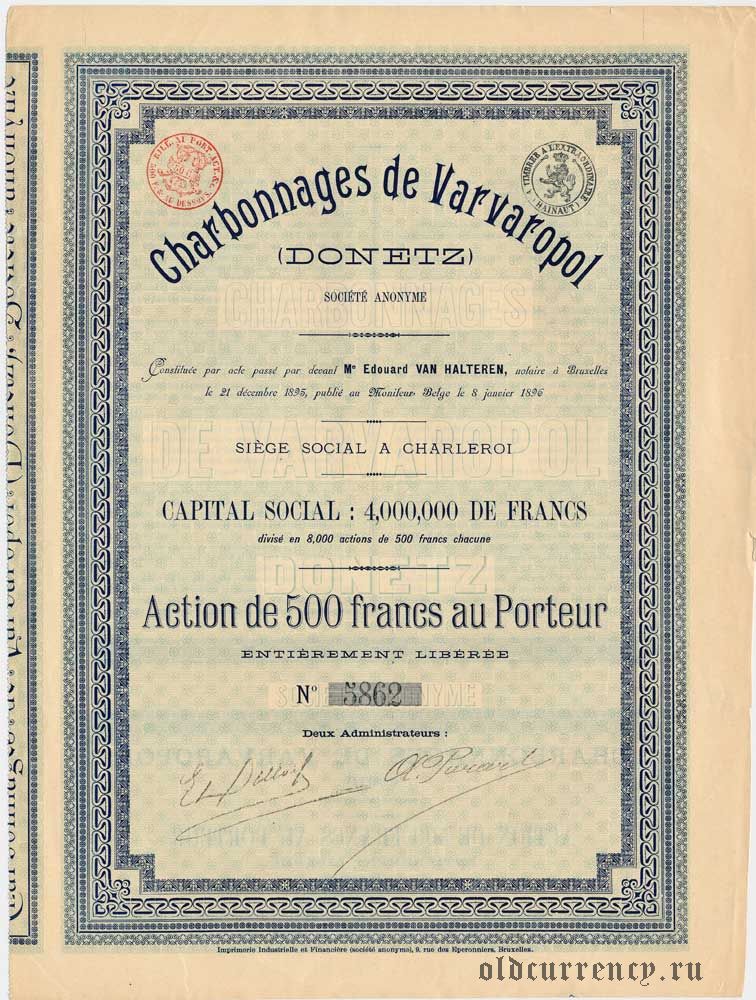 Charbonnages de Varvaropol
(DONETZ)
SOCIÉTÉ ANONYME
CHARBONNAGES
Constituée par acte passé par devant Me Edouard VAN HALTEREN, notaire à Bruxelles
le 21 décembre 1895, publié au Moniteur Belge le 8 janvier 1896
DE VARVAROPOL
SIÈGE SOCIAL A CHARLEROI
CAPITAL SOCIAL : 4,000,000 DE FRANCS
divisé en 8,000 actions de 500 francs chacune
DONETZ
Action de 500 francs au Porteur
ENTIÈREMENT LIBÉRÉE
No 5862
Deux Administrateurs :
Imprimerie Industrielle et Financière (société anonyme), 9, rue des Eperonniers, Bruxelles.
TIMBRE A L'EXTRAORDINAIRE
HAINAUT
Charbonnages de Varvaropol (Donetz), Société anonyme
oldcurrency.ru